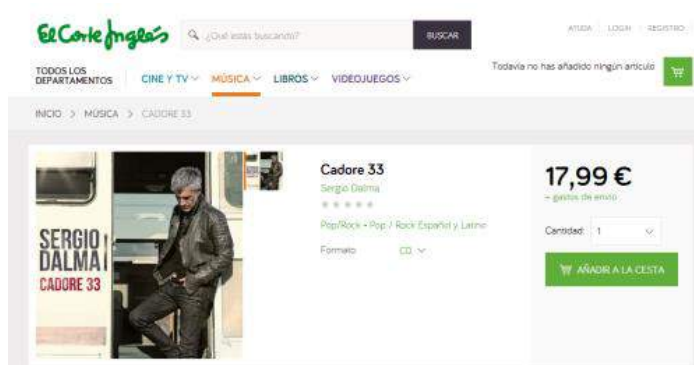 El Corte Inglés
¿Qué estás buscando?
BUSCAR
AYUDA
LOGIN
REGISTRO
TODOS LOS
DEPARTAMENTOS
CINE Y TV
MÚSICA
LIBROS
VIDEOJUEGOS
Todavía no has añadido ningún artículo
INICIO > MÚSICA > CADORE 33
SERGIO
DALMA
CADORE 33
Cadore 33
Sergio Dalma
Pop/Rock - Pop / Rock Español y Latino
Formato CD
17,99 €
+ gastos de envío
Cantidad: 1
AÑADIR A LA CESTA